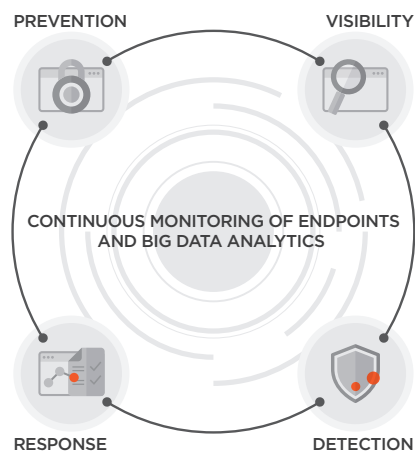 PREVENTION
VISIBILITY
CONTINUOUS MONITORING OF ENDPOINTS
AND BIG DATA ANALYTICS
RESPONSE
DETECTION